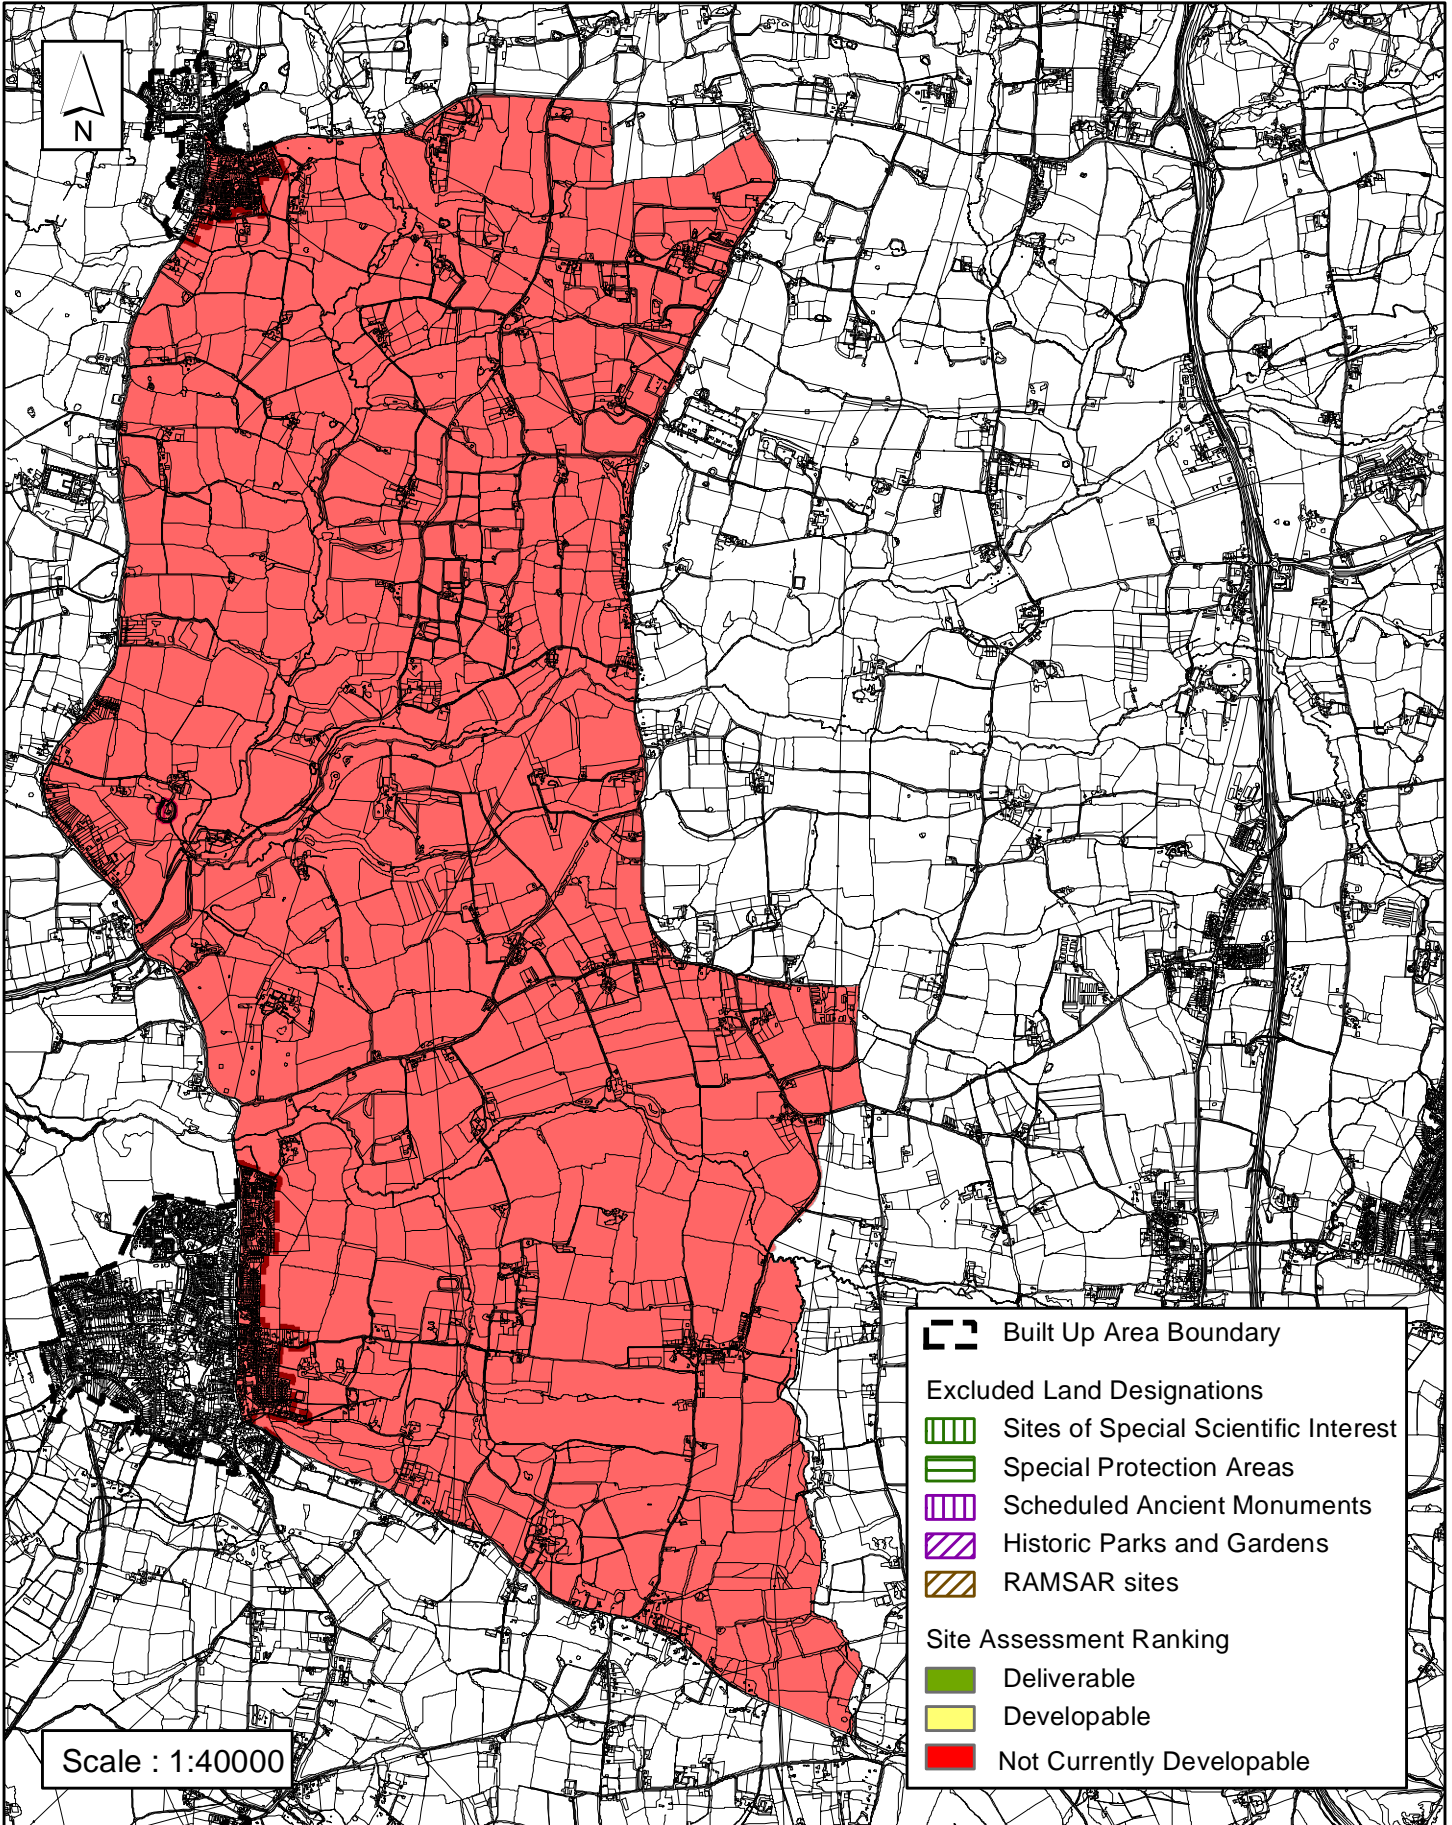 N
Built Up Area Boundary
Excluded Land Designations
Sites of Special Scientific Interest
Special Protection Areas
Scheduled Ancient Monuments
Historic Parks and Gardens
RAMSAR sites
Site Assessment Ranking
Deliverable
Developable
Not Currently Developable
Scale : 1:40000